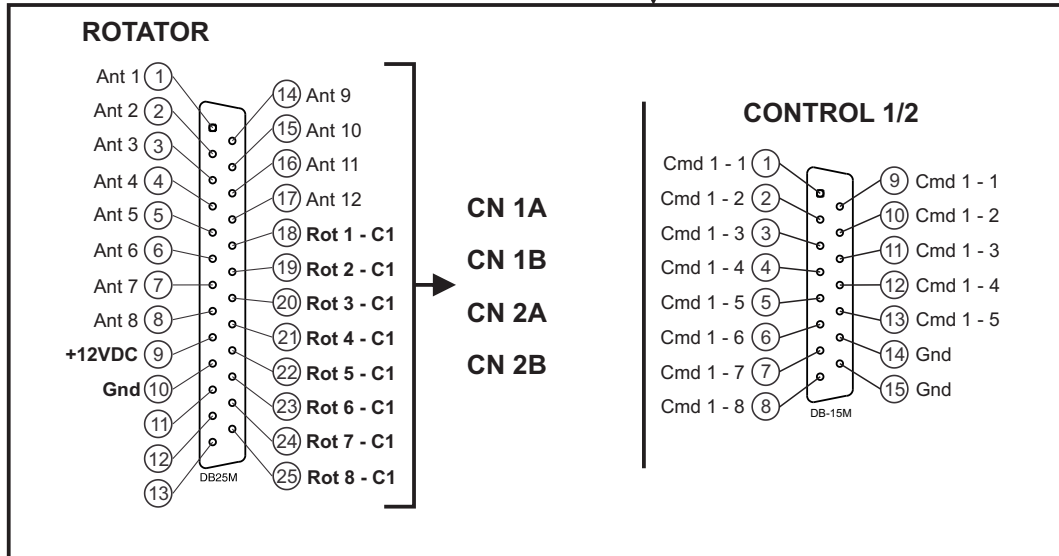 ROTATOR
Ant 1 1
Ant 2 2
Ant 3 3
Ant 4 4
Ant 5 5
Ant 6 6
Ant 7 7
Ant 8 8
+12VDC 9
Gnd 10
11
12
13
14 Ant 9
15 Ant 10
16 Ant 11
17 Ant 12
18 Rot 1 - C1
19 Rot 2 - C1
20 Rot 3 - C1
21 Rot 4 - C1
22 Rot 5 - C1
23 Rot 6 - C1
24 Rot 7 - C1
25 Rot 8 - C1
DB25M
CN 1A
CN 1B
CN 2A
CN 2B
CONTROL 1/2
Cmd 1 - 1 1
Cmd 1 - 2 2
Cmd 1 - 3 3
Cmd 1 - 4 4
Cmd 1 - 5 5
Cmd 1 - 6 6
Cmd 1 - 7 7
Cmd 1 - 8 8
9 Cmd 1 - 1
10 Cmd 1 - 2
11 Cmd 1 - 3
12 Cmd 1 - 4
13 Cmd 1 - 5
14 Gnd
15 Gnd
DB-15M